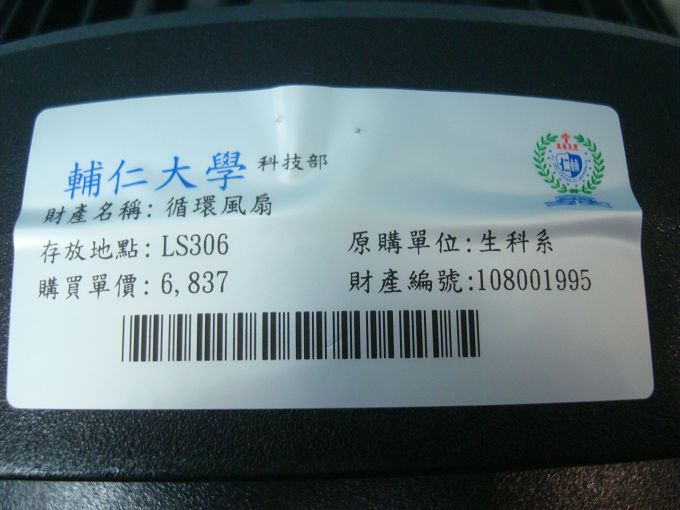 輔仁大學 科技部
財產名稱: 循環風扇
存放地點: LS306 原購單位:生科系
購買單價: 6,837 財產編號:108001995